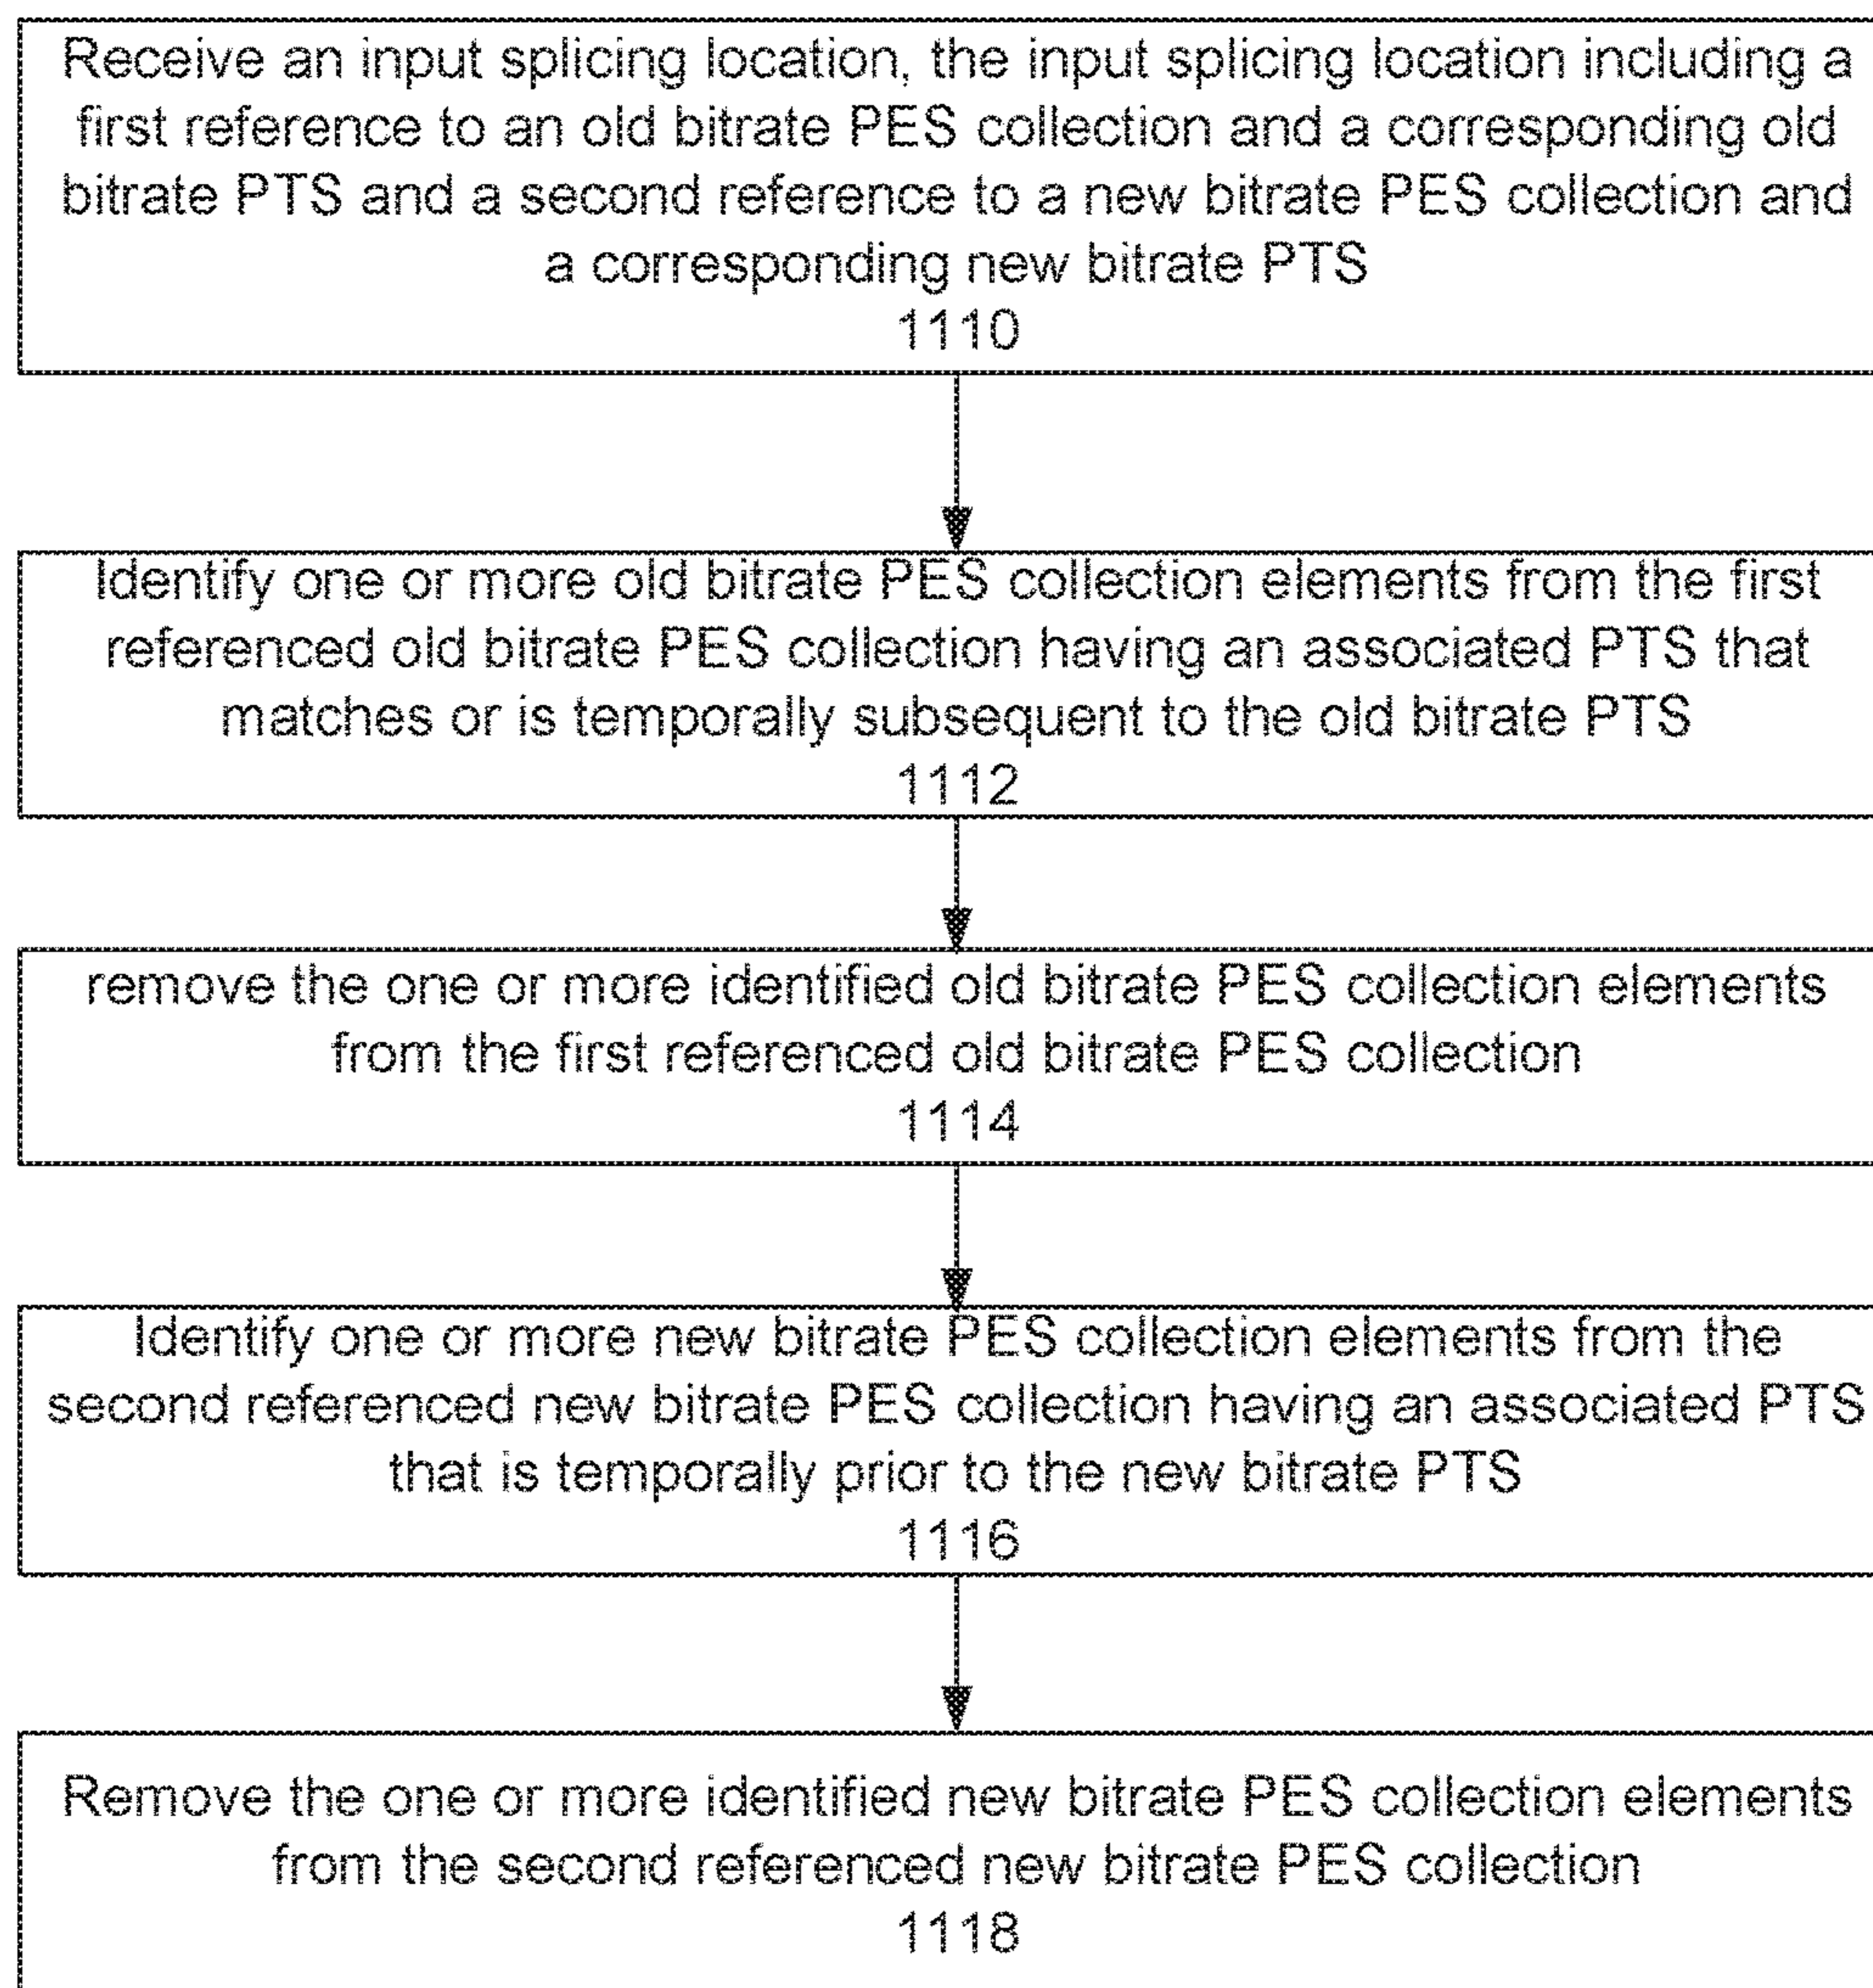 Receive an input splicing location, the input splicing location including a
first reference to an old bitrate PES collection and a corresponding old
bitrate PTS and a second reference to a new bitrate PES collection and
a corresponding new bitrate PTS
1110
Identify one or more old bitrate PES collection elements from the first
referenced old bitrate PES collection having an associated PTS that
matches or is temporally subsequent to the old bitrate PTS
1112
remove the one or more identified old bitrate PES collection elements
from the first referenced old bitrate PES collection
1114
Identify one or more new bitrate PES collection elements from the
second referenced new bitrate PES collection having an associated PTS
that is temporally prior to the new bitrate PTS
1116
Remove the one or more identified new bitrate PES collection elements
from the second referenced new bitrate PES collection
1118